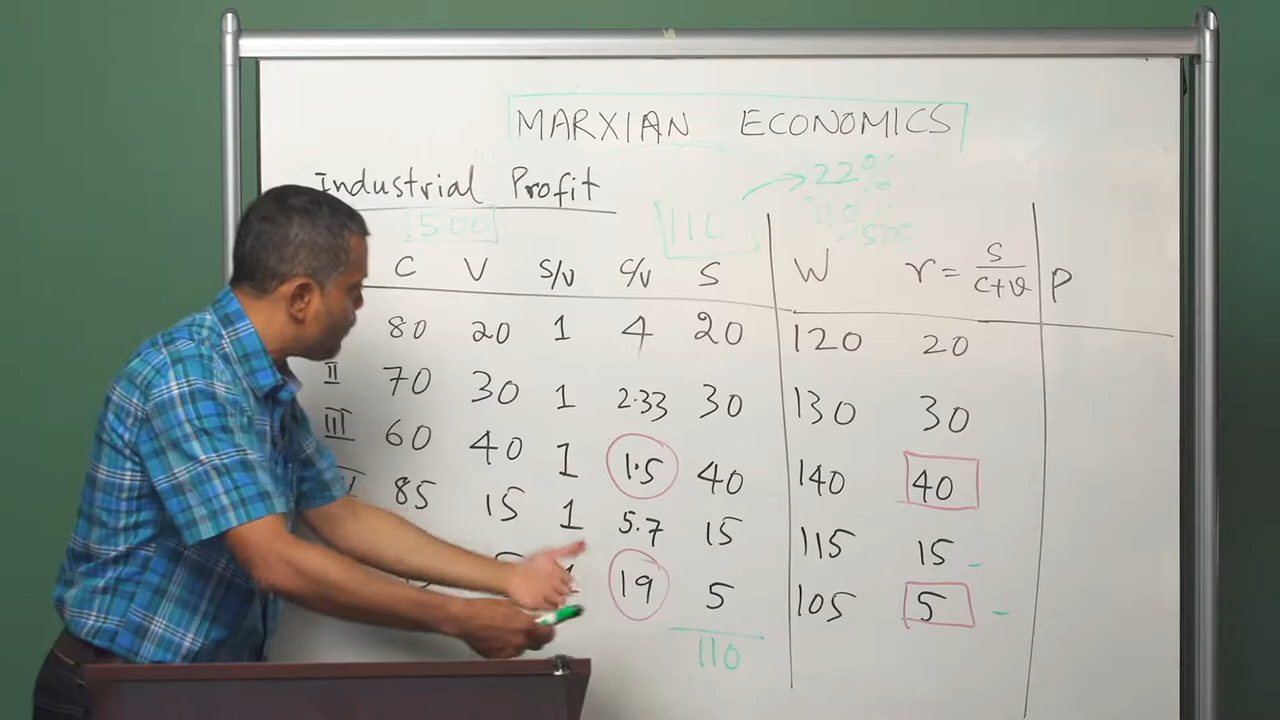 MARXIAN ECONOMICS
Industrial Profit
500
110 → 22%
110
500
C V S/v C/v S W r = S/C+v P
80 20 1 4 20 120 20
II 70 30 1 2.33 30 130 30
III 60 40 1 1.5 40 140 40
85 15 1 5.7 15 115 15
19 5 105 5
110